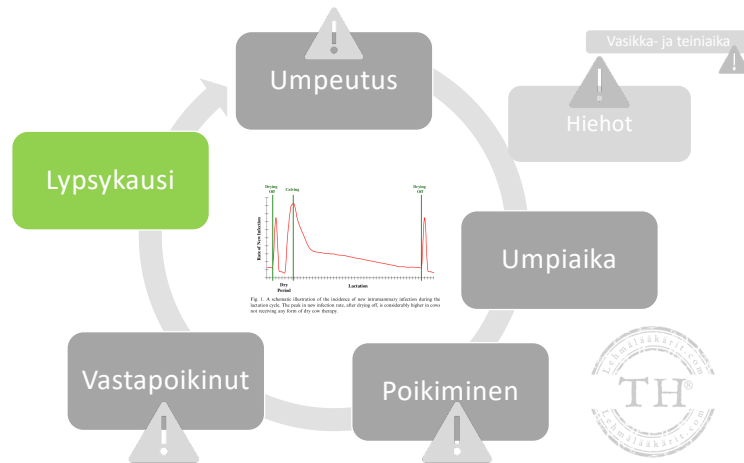 Vasikka- ja teiniaika
Umpeutus
Hiehot
Lypsykausi
Drying
Off
Calving
Drying
Off
Rate of New Infection
Dry
Period
Lactation
Fig. 1. A schematic illustration of the incidence of new intramammary infection during the
lactation cycle. The peak in new infection rate, after drying off, is considerably higher in cows
not receiving any form of dry cow therapy.
Umpiaika
Vastapoikinut
Poikiminen
Lehmälääkärit.com
TH®
Lehmälääkärit.com